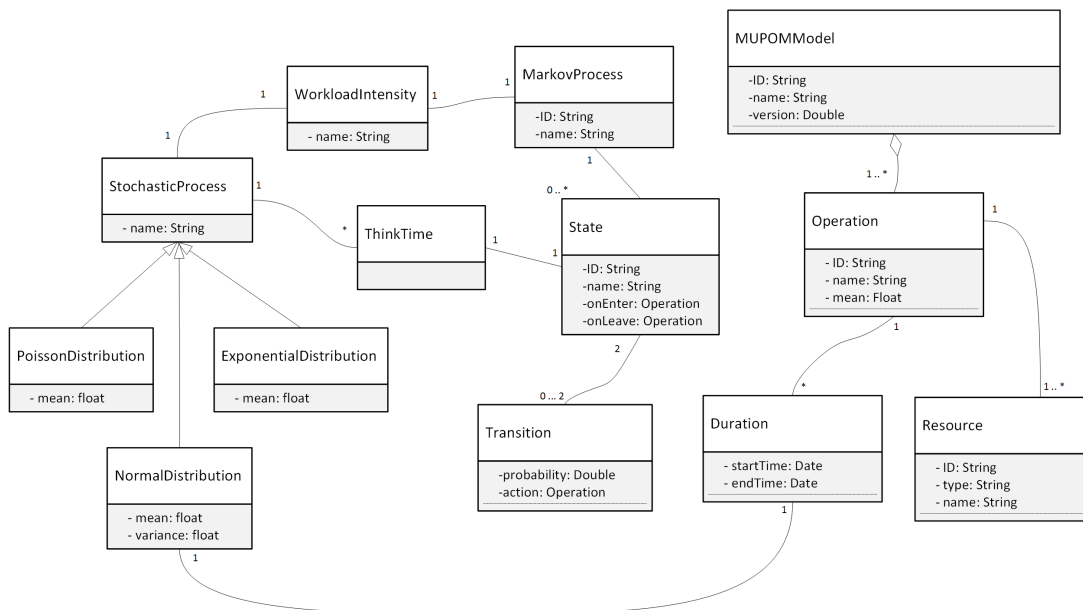 MUPOMModel
-ID: String
-name: String
-version: Double
MarkovProcess
-ID: String
-name: String
WorkloadIntensity
- name: String
1
1
1
1
1
1 .. *
0 .. *
StochasticProcess
- name: String
1
*
ThinkTime
1
1
State
-ID: String
-name: String
-onEnter: Operation
-onLeave: Operation
Operation
- ID: String
- name: String
- mean: Float
1
1
2
PoissonDistribution
- mean: float
ExponentialDistribution
- mean: float
0 ... 2
*
1 .. *
Transition
-probability: Double
-action: Operation
Duration
- startTime: Date
- endTime: Date
Resource
- ID: String
- type: String
- name: String
NormalDistribution
- mean: float
- variance: float
1
1